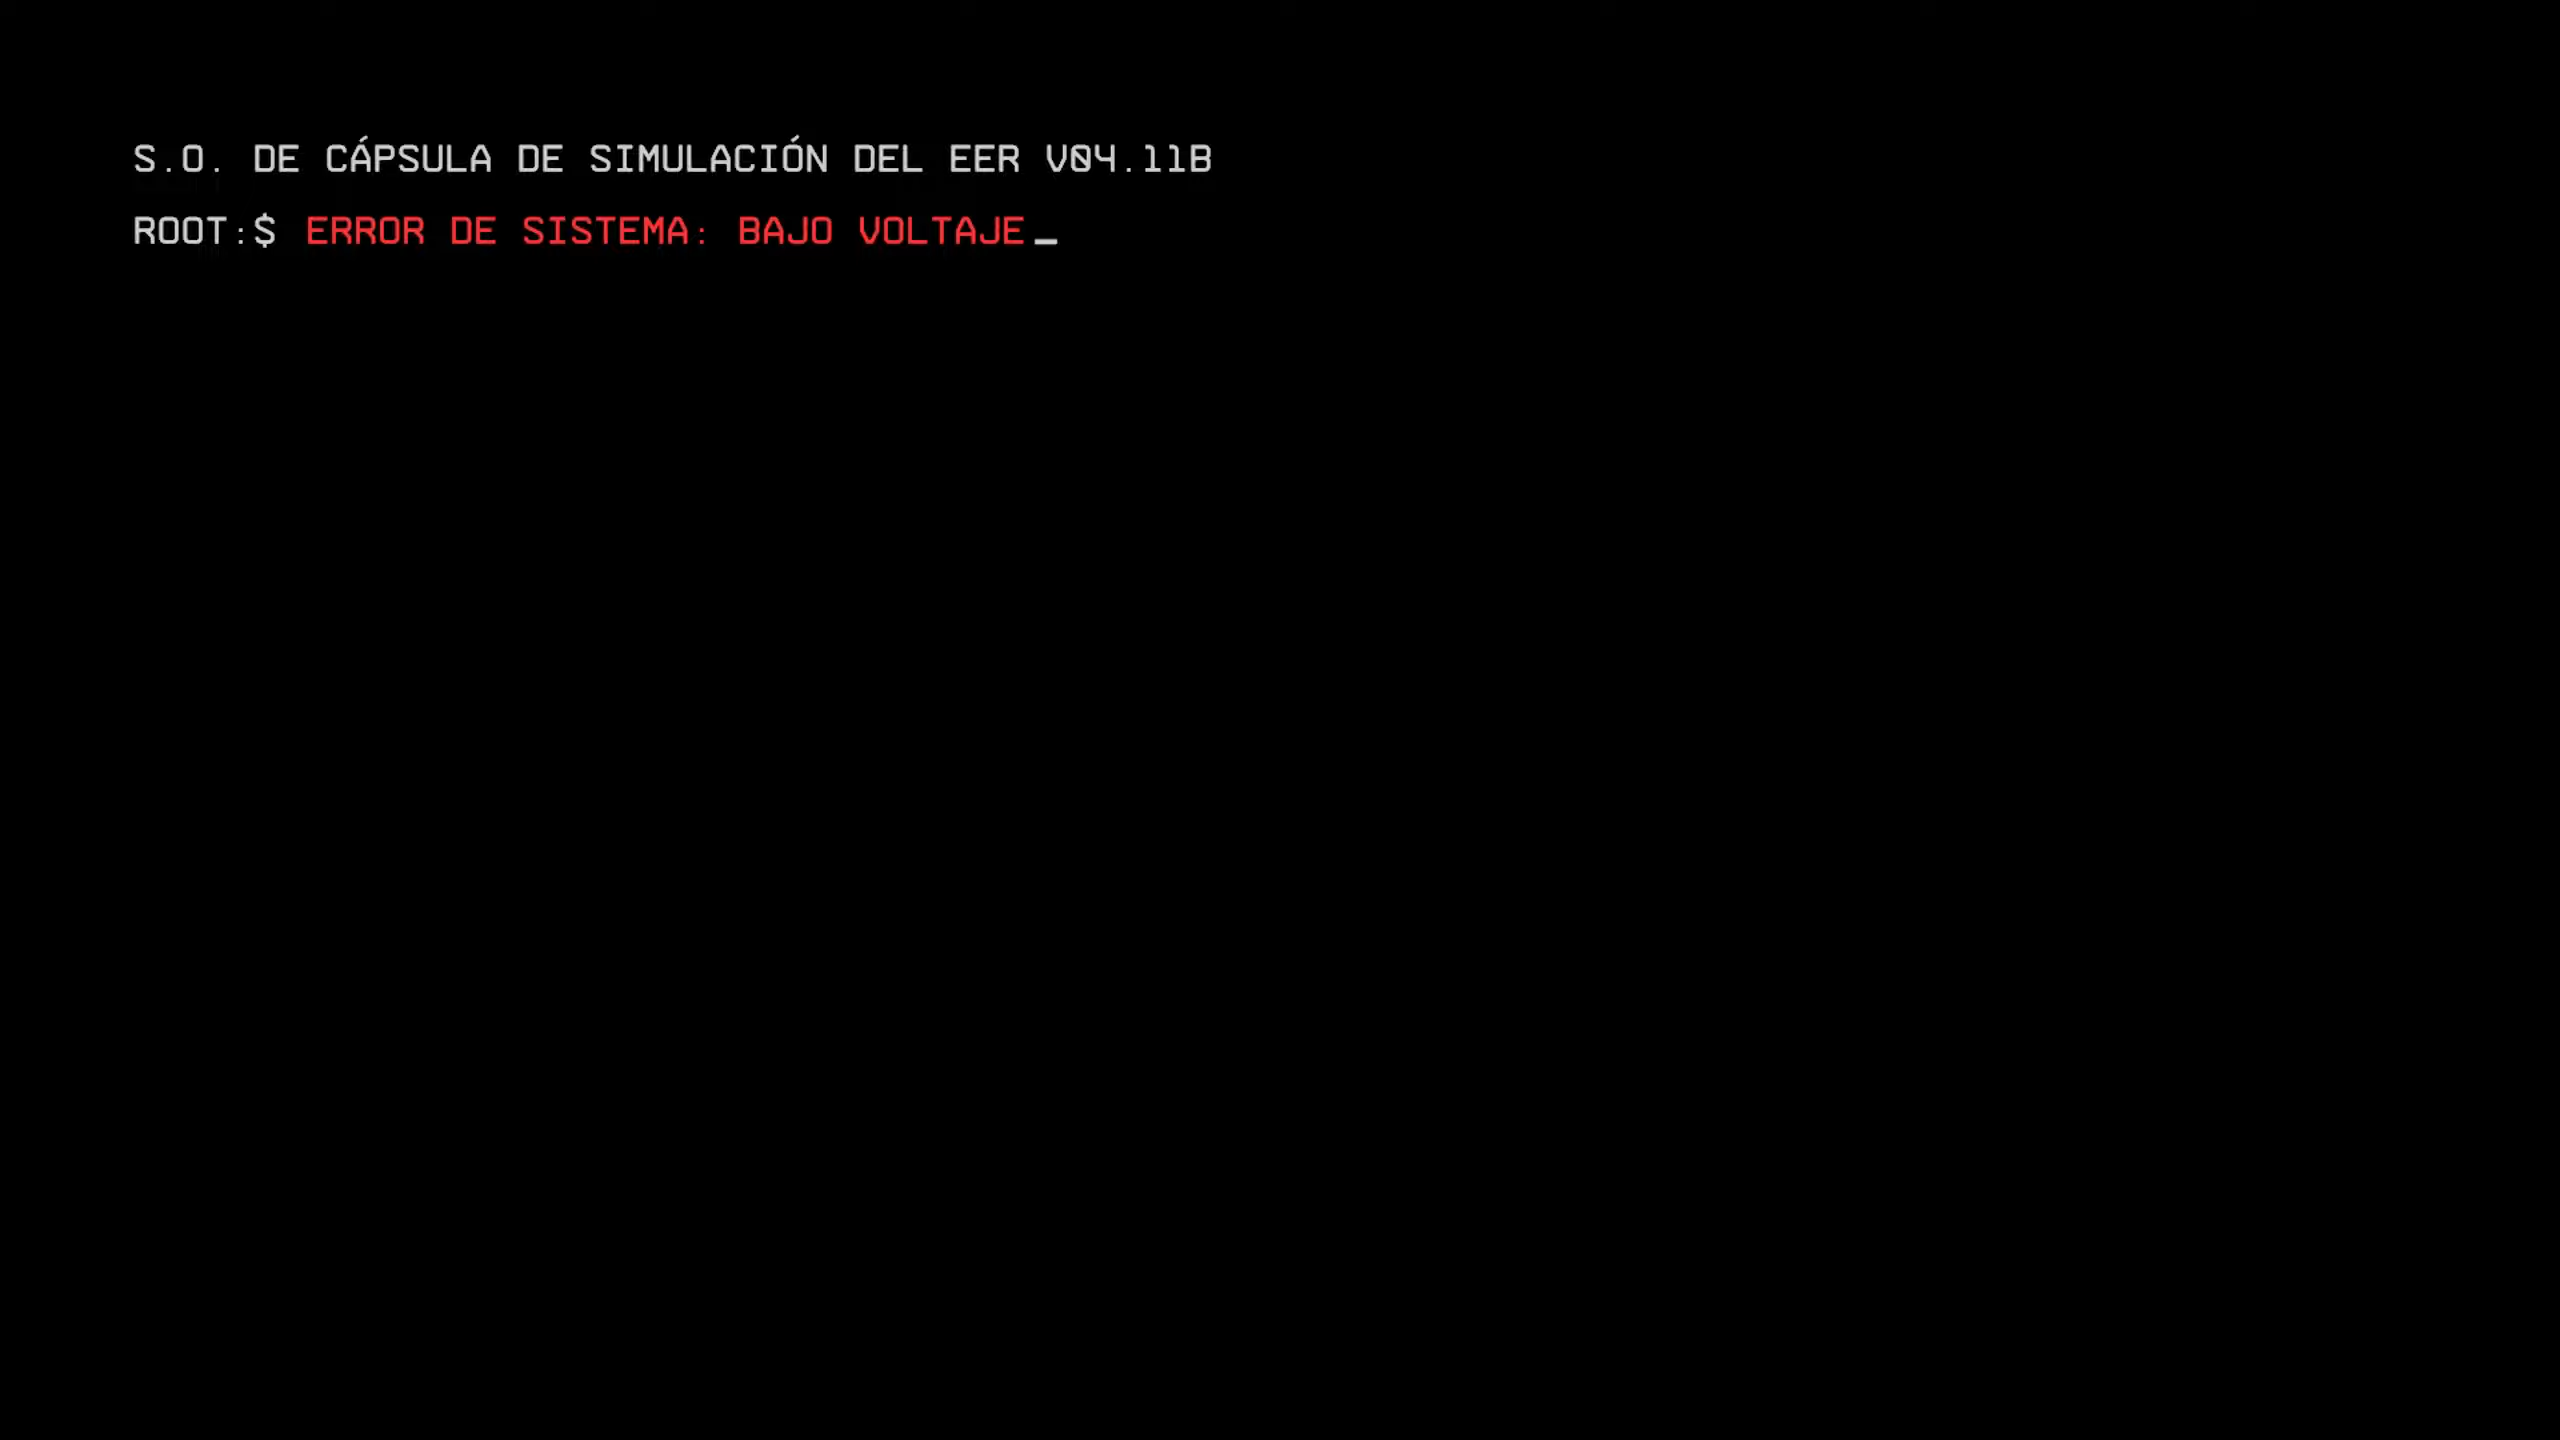 S.O. DE CÁPSULA DE SIMULACIÓN DEL EER V04.11B
ROOT:$ ERROR DE SISTEMA: BAJO VOLTAJE_